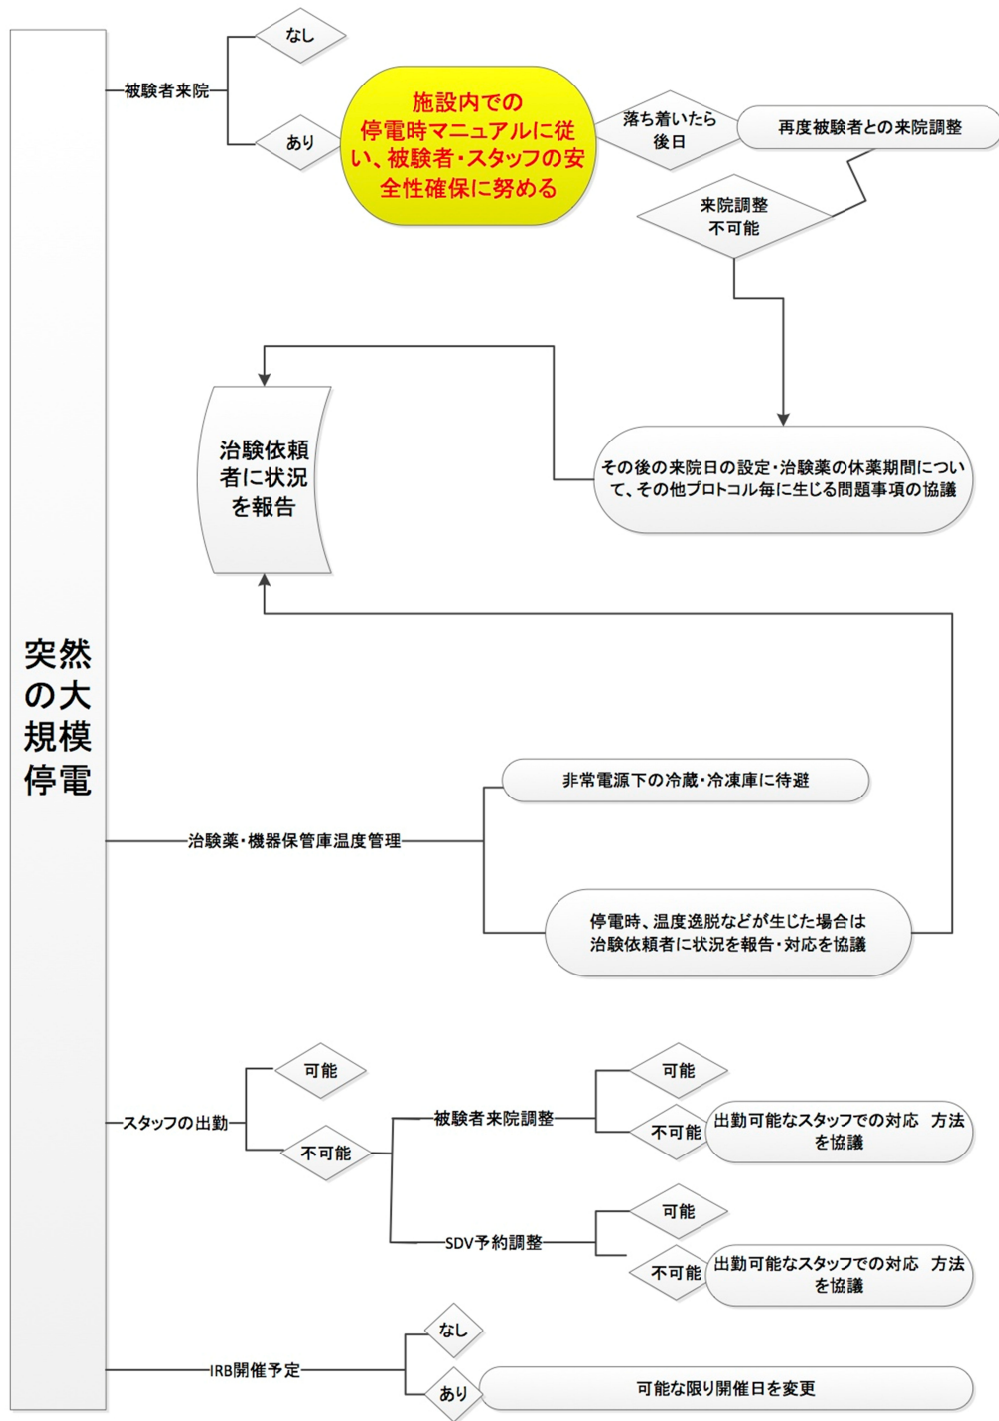 突然
の大
規模
停電
被験者来院
なし
あり
施設内での
停電時マニュアルに従
い、被験者・スタッフの安
全性確保に努める
落ち着いたら
後日
再度被験者との来院調整
来院調整
不可能
その後の来院日の設定・治験薬の休薬期間につい
て、その他プロトコル毎に生じる問題事項の協議
治験依頼
者に状況
を報告
治験薬・機器保管庫温度管理
非常電源下の冷蔵・冷凍庫に待避
停電時、温度逸脱などが生じた場合は
治験依頼者に状況を報告・対応を協議
スタッフの出勤
可能
不可能
被験者来院調整
可能
不可能
出勤可能なスタッフでの対応　方法
を協議
SDV予約調整
可能
不可能
出勤可能なスタッフでの対応　方法
を協議
IRB開催予定
なし
あり
可能な限り開催日を変更